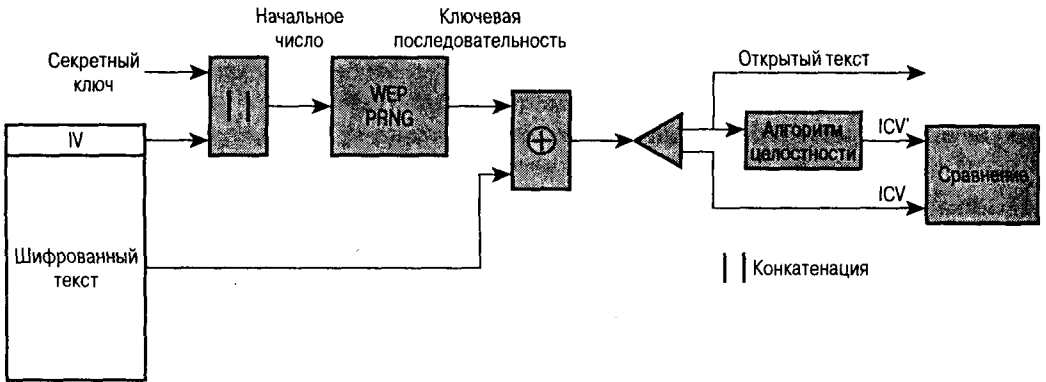 Начальное
число
Ключевая
последовательность
Секретный
ключ
Открытый текст
| |
WEP
PRNG
IV
⊕
Алгоритм
целостности
ICV'
Сравнение
ICV
Шифрованный
текст
| | Конкатенация